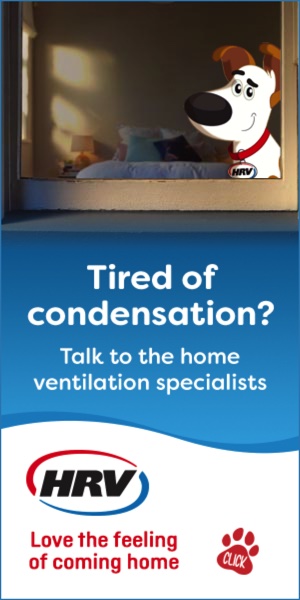 HRV
Tired of
condensation?
Talk to the home
ventilation specialists
HRV
Love the feeling
of coming home
CLICK